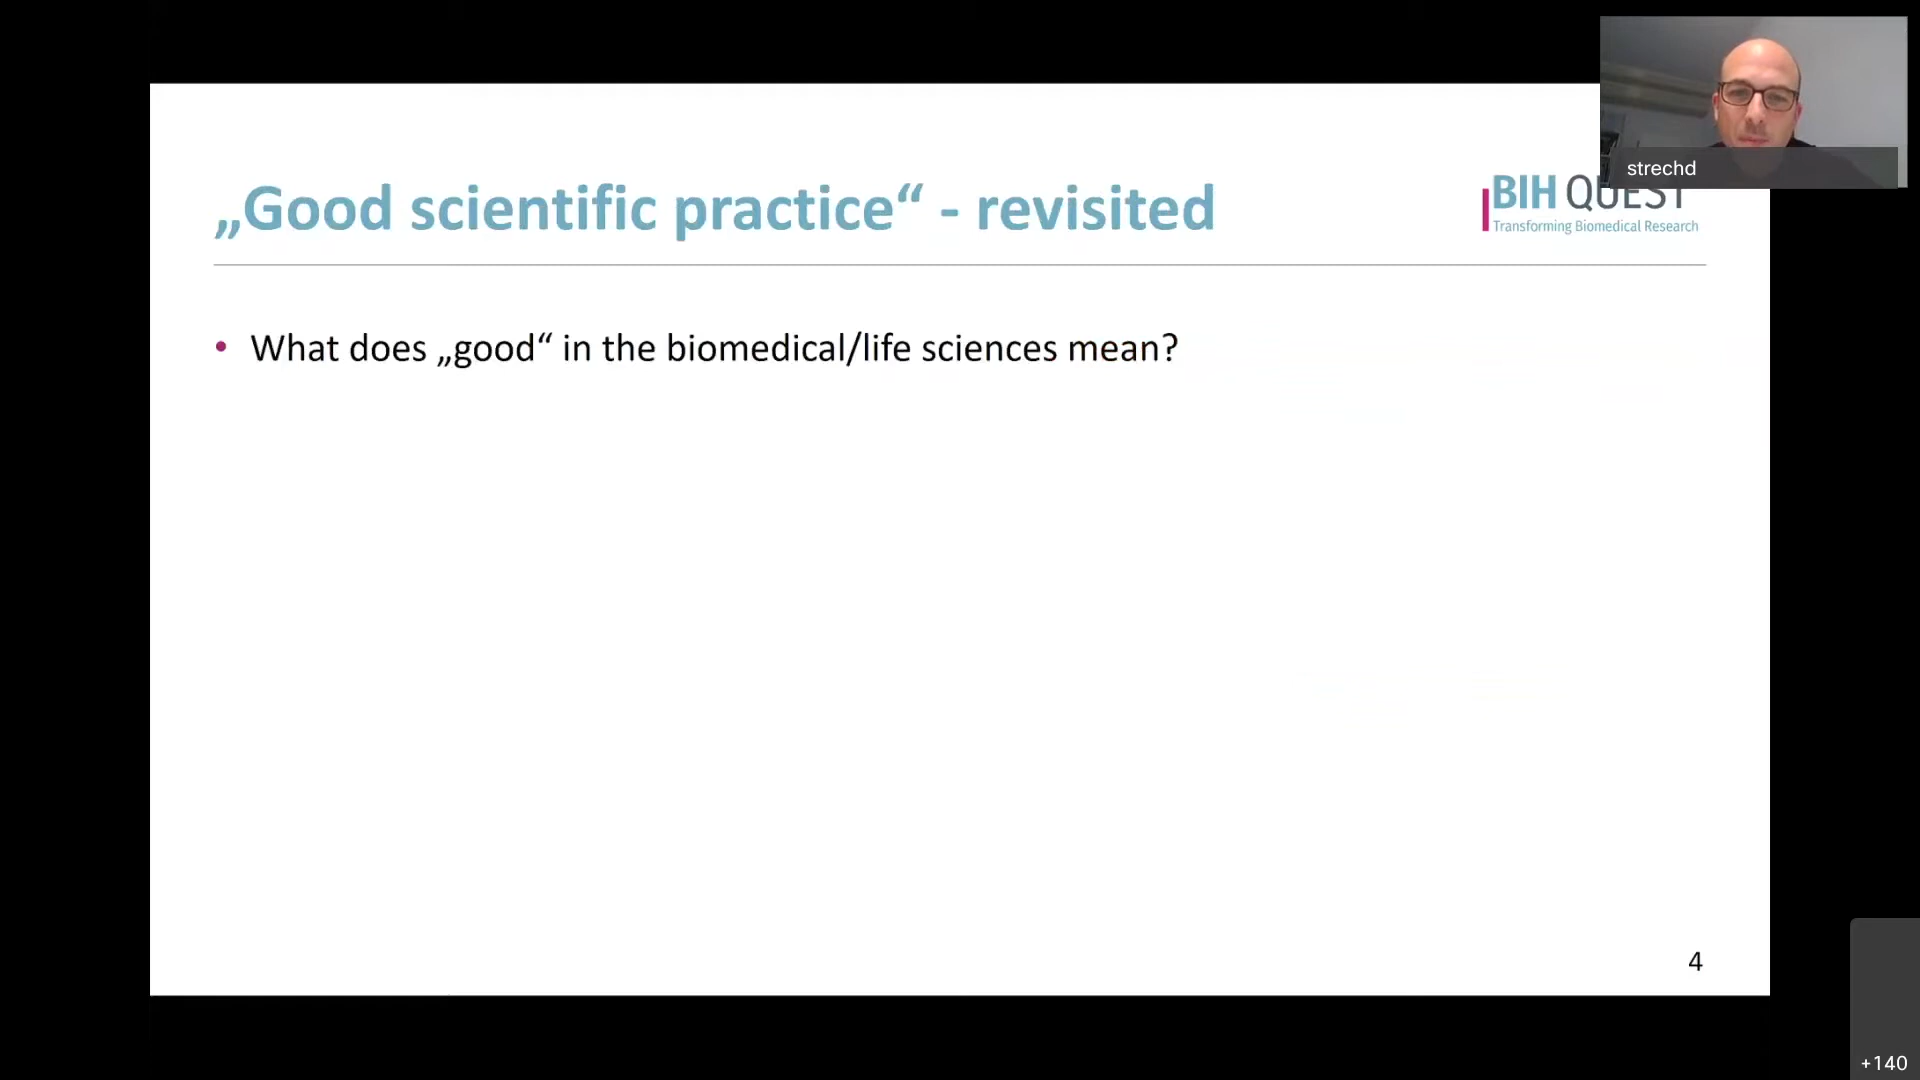 strechd
„Good scientific practice“ - revisited
BIH QUEST
Transforming Biomedical Research
• What does „good“ in the biomedical/life sciences mean?
4
+140